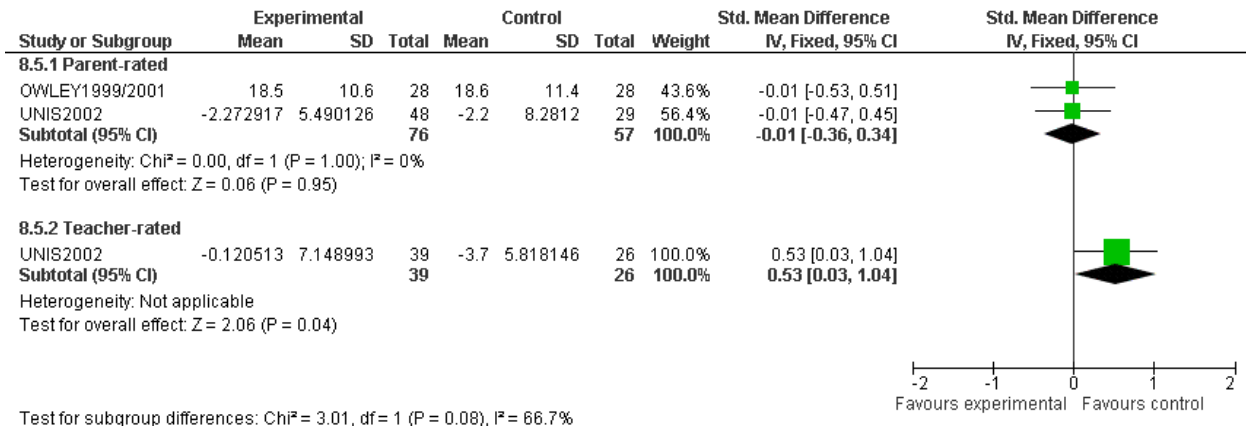 Experimental Control Std. Mean Difference Std. Mean Difference
Study or Subgroup Mean SD Total Mean SD Total Weight IV, Fixed, 95% CI IV, Fixed, 95% CI
8.5.1 Parent-rated
OWLEY1999/2001 18.5 10.6 28 18.6 11.4 28 43.6% -0.01 [-0.53, 0.51]
UNIS2002 -2.272917 5.490126 48 -2.2 8.2812 29 56.4% -0.01 [-0.47, 0.45]
Subtotal (95% CI) 76 57 100.0% -0.01 [-0.36, 0.34]
Heterogeneity: Chi² = 0.00, df = 1 (P = 1.00); I² = 0%
Test for overall effect: Z = 0.06 (P = 0.95)
8.5.2 Teacher-rated
UNIS2002 -0.120513 7.148993 39 -3.7 5.818146 26 100.0% 0.53 [0.03, 1.04]
Subtotal (95% CI) 39 26 100.0% 0.53 [0.03, 1.04]
Heterogeneity: Not applicable
Test for overall effect: Z = 2.06 (P = 0.04)
-2 -1 0 1 2
Favours experimental Favours control
Test for subgroup differences: Chi² = 3.01, df = 1 (P = 0.08), I² = 66.7%